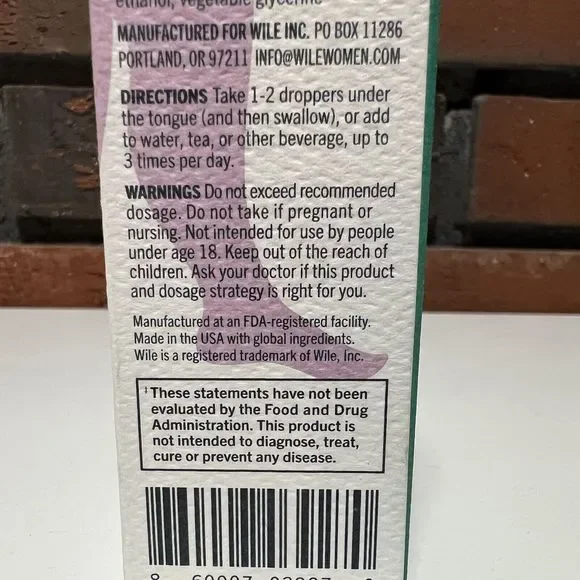 ethanol, vegetable glycerine
MANUFACTURED FOR WILE INC. PO BOX 11286
PORTLAND, OR 97211 INFO@WILEWOMEN.COM
DIRECTIONS Take 1-2 droppers under
the tongue (and then swallow), or add
to water, tea, or other beverage, up to
3 times per day.
WARNINGS Do not exceed recommended
dosage. Do not take if pregnant or
nursing. Not intended for use by people
under age 18. Keep out of the reach of
children. Ask your doctor if this product
and dosage strategy is right for you.
Manufactured at an FDA-registered facility.
Made in the USA with global ingredients.
Wile is a registered trademark of Wile, Inc.
‡These statements have not been
evaluated by the Food and Drug
Administration. This product is
not intended to diagnose, treat,
cure or prevent any disease.